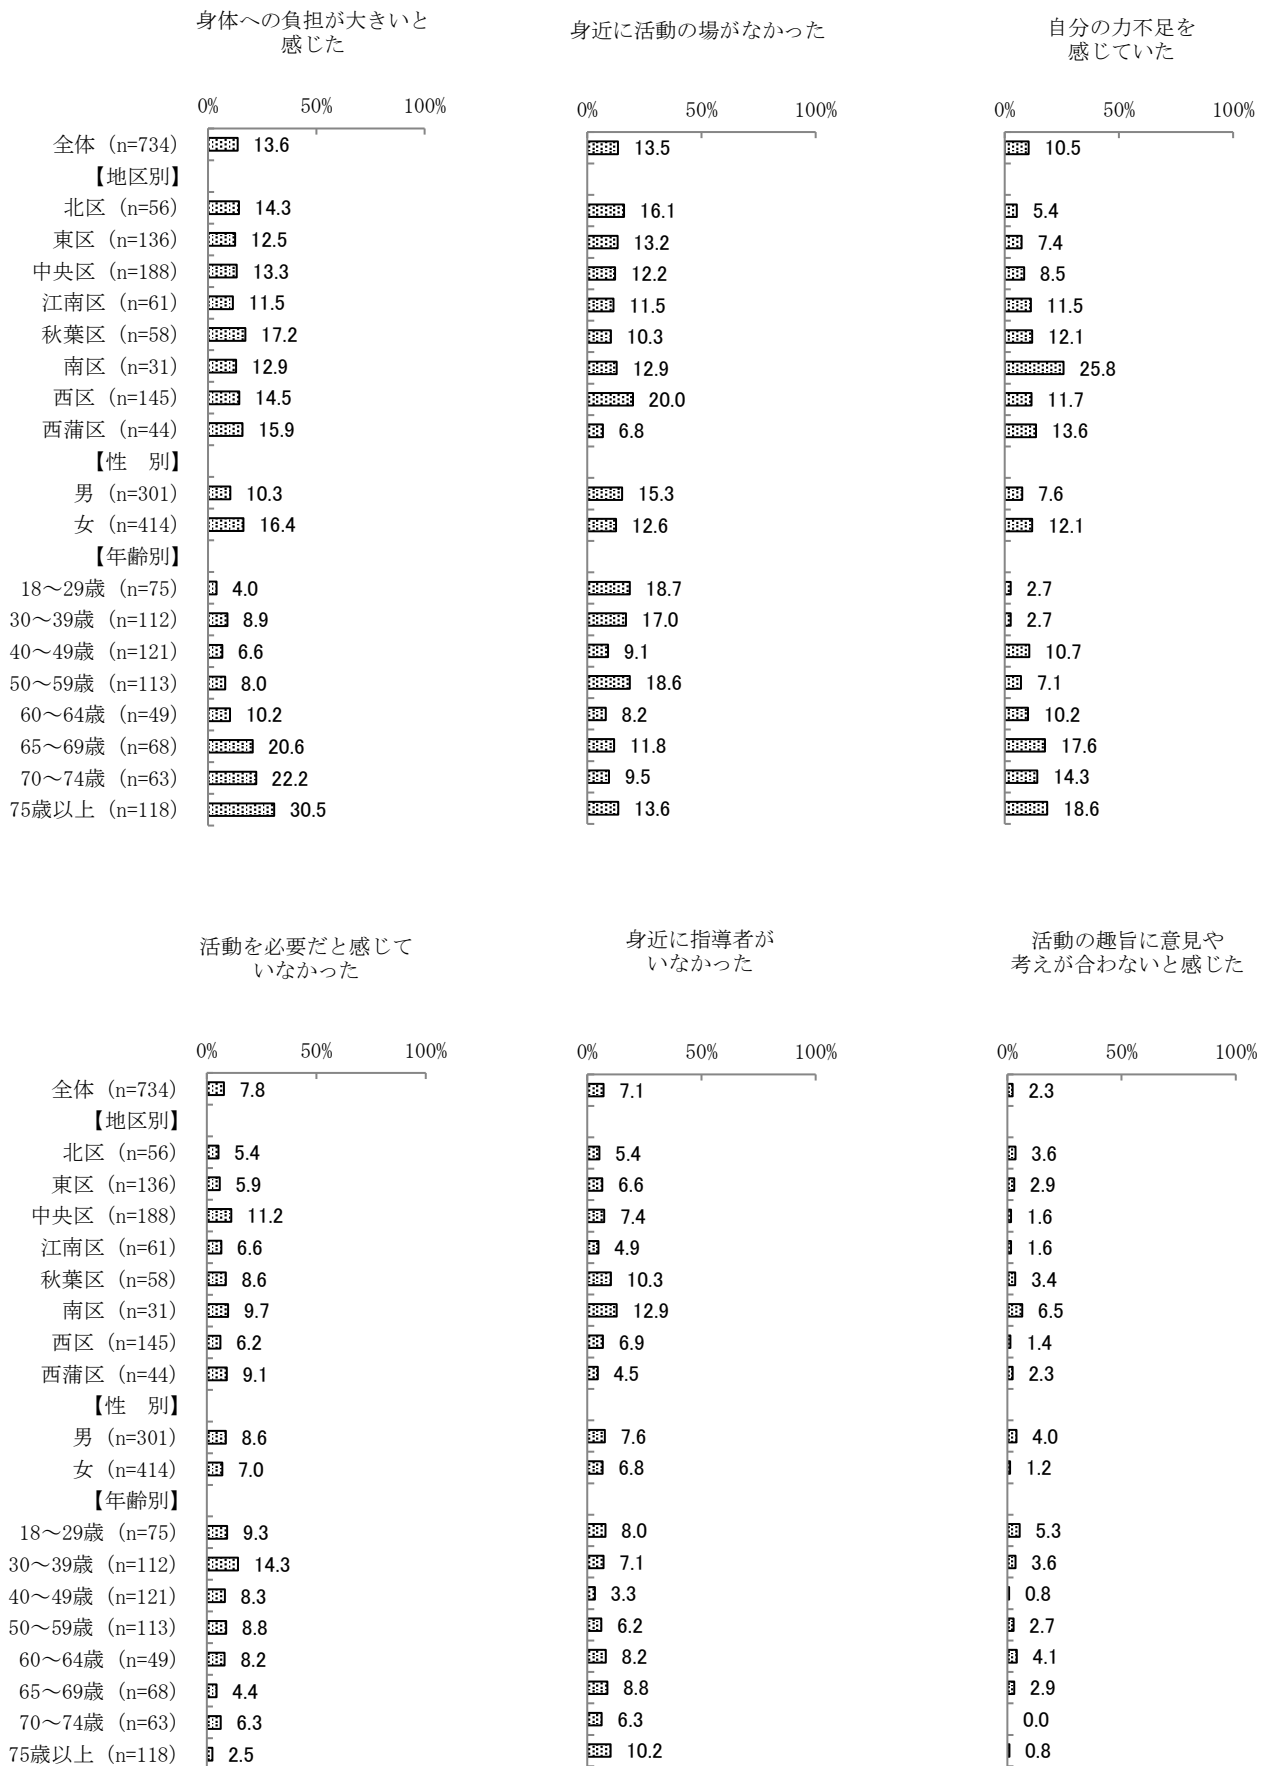 身体への負担が大きいと
感じた
身近に活動の場がなかった
自分の力不足を
感じていた
0% 50% 100% 0% 50% 100% 0% 50% 100%
全体 (n=734) 13.6 13.5 10.5
【地区別】
北区 (n=56) 14.3 16.1 5.4
東区 (n=136) 12.5 13.2 7.4
中央区 (n=188) 13.3 12.2 8.5
江南区 (n=61) 11.5 11.5 11.5
秋葉区 (n=58) 17.2 10.3 12.1
南区 (n=31) 12.9 12.9 25.8
西区 (n=145) 14.5 20.0 11.7
西蒲区 (n=44) 15.9 6.8 13.6
【性　別】
男 (n=301) 10.3 15.3 7.6
女 (n=414) 16.4 12.6 12.1
【年齢別】
18～29歳 (n=75) 4.0 18.7 2.7
30～39歳 (n=112) 8.9 17.0 2.7
40～49歳 (n=121) 6.6 9.1 10.7
50～59歳 (n=113) 8.0 18.6 7.1
60～64歳 (n=49) 10.2 8.2 10.2
65～69歳 (n=68) 20.6 11.8 17.6
70～74歳 (n=63) 22.2 9.5 14.3
75歳以上 (n=118) 30.5 13.6 18.6
活動を必要だと感じて
いなかった
身近に指導者が
いなかった
活動の趣旨に意見や
考えが合わないと感じた
0% 50% 100% 0% 50% 100% 0% 50% 100%
全体 (n=734) 7.8 7.1 2.3
【地区別】
北区 (n=56) 5.4 5.4 3.6
東区 (n=136) 5.9 6.6 2.9
中央区 (n=188) 11.2 7.4 1.6
江南区 (n=61) 6.6 4.9 1.6
秋葉区 (n=58) 8.6 10.3 3.4
南区 (n=31) 9.7 12.9 6.5
西区 (n=145) 6.2 6.9 1.4
西蒲区 (n=44) 9.1 4.5 2.3
【性　別】
男 (n=301) 8.6 7.6 4.0
女 (n=414) 7.0 6.8 1.2
【年齢別】
18～29歳 (n=75) 9.3 8.0 5.3
30～39歳 (n=112) 14.3 7.1 3.6
40～49歳 (n=121) 8.3 3.3 0.8
50～59歳 (n=113) 8.8 6.2 2.7
60～64歳 (n=49) 8.2 8.2 4.1
65～69歳 (n=68) 4.4 8.8 2.9
70～74歳 (n=63) 6.3 6.3 0.0
75歳以上 (n=118) 2.5 10.2 0.8